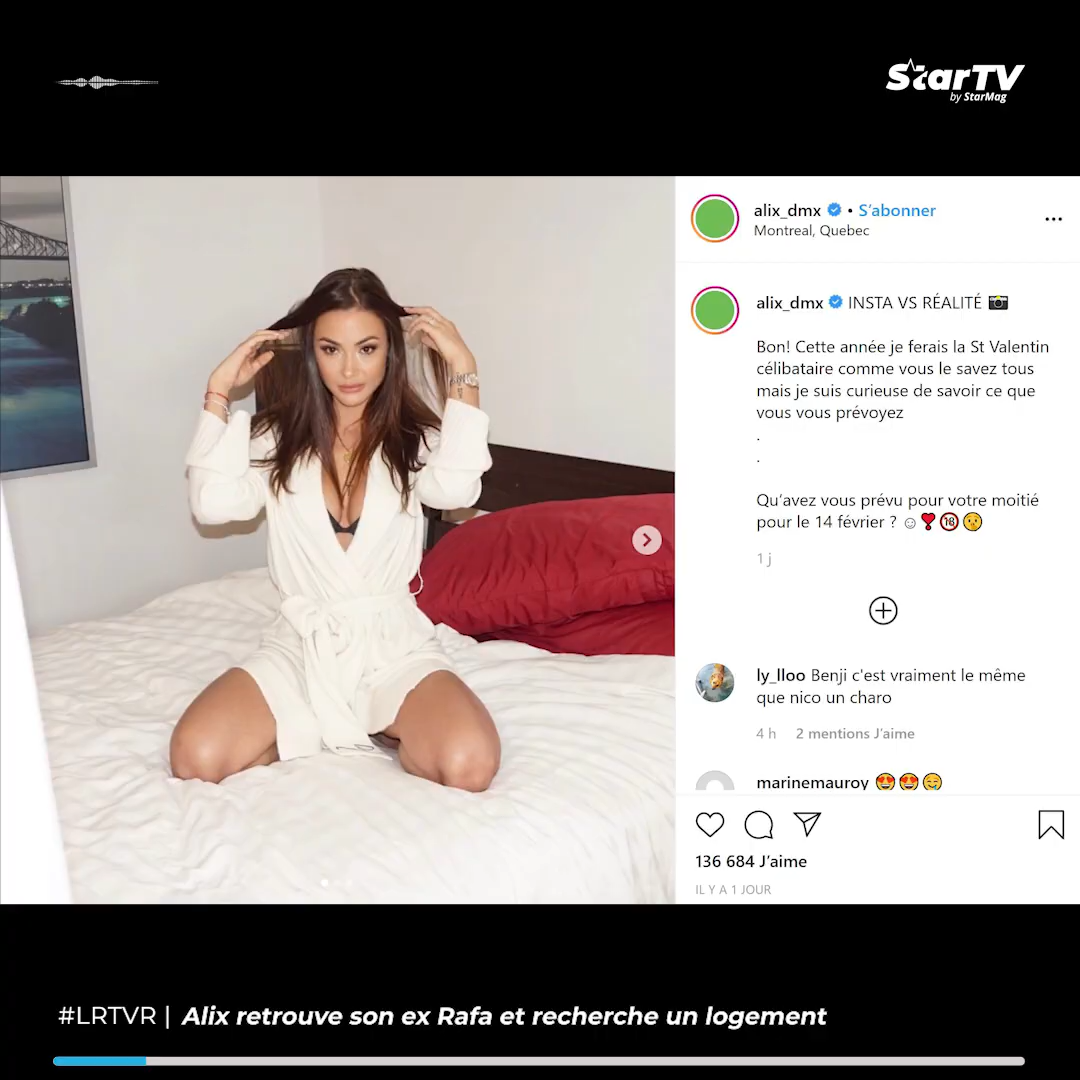 StarTV
by StarMag
alix_dmx • S'abonner
Montreal, Quebec
alix_dmx INSTA VS RÉALITÉ 📷
Bon! Cette année je ferais la St Valentin
célibataire comme vous le savez tous
mais je suis curieuse de savoir ce que
vous vous prévoyez
.
.
Qu'avez vous prévu pour votre moitié
pour le 14 février ? ☺️❣️🔞🤫
1 j
ly_lloo Benji c'est vraiment le même
que nico un charo
4 h 2 mentions J'aime
marinemauroy 😍😍🤤
136 684 J'aime
IL Y A 1 JOUR
#LRTVR | Alix retrouve son ex Rafa et recherche un logement